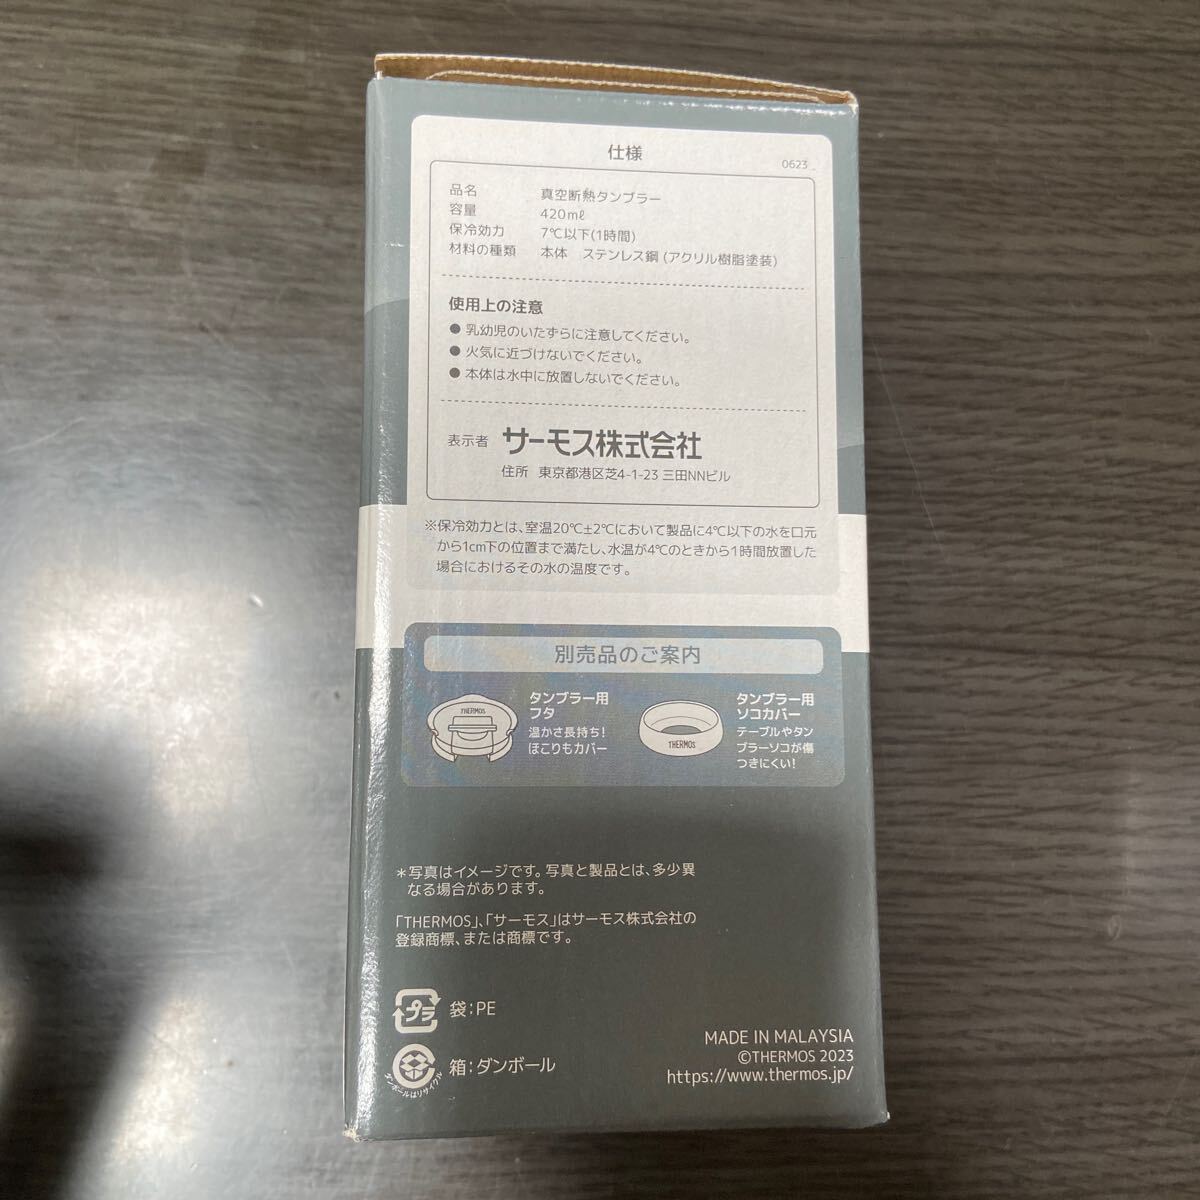 仕様
0623
品名 真空断熱タンブラー
容量 420mℓ
保冷効力 7℃以下(1時間)
材料の種類 本体 ステンレス鋼(アクリル樹脂塗装)
使用上の注意
● 乳幼児のいたずらに注意してください。
● 火気に近づけないでください。
● 本体は水中に放置しないでください。
表示者 サーモス株式会社
住所 東京都港区芝4-1-23 三田NNビル
※保冷効力とは、室温20℃±2℃において製品に4℃以下の水を口元
から1cm下の位置まで満たし、水温が4℃のときから1時間放置した
場合におけるその水の温度です。
別売品のご案内
THERMOS
タンブラー用
フタ
温かさ長持ち!
ほこりもカバー
THERMOS
タンブラー用
ソコカバー
テーブルやタン
ブラーソコが傷
つきにくい!
*写真はイメージです。写真と製品とは、多少異
なる場合があります。
「THERMOS」、「サーモス」はサーモス株式会社の
登録商標、または商標です。
プラ 袋:PE
ダンボールはリサイクル 箱:ダンボール
MADE IN MALAYSIA
©THERMOS 2023
https://www.thermos.jp/